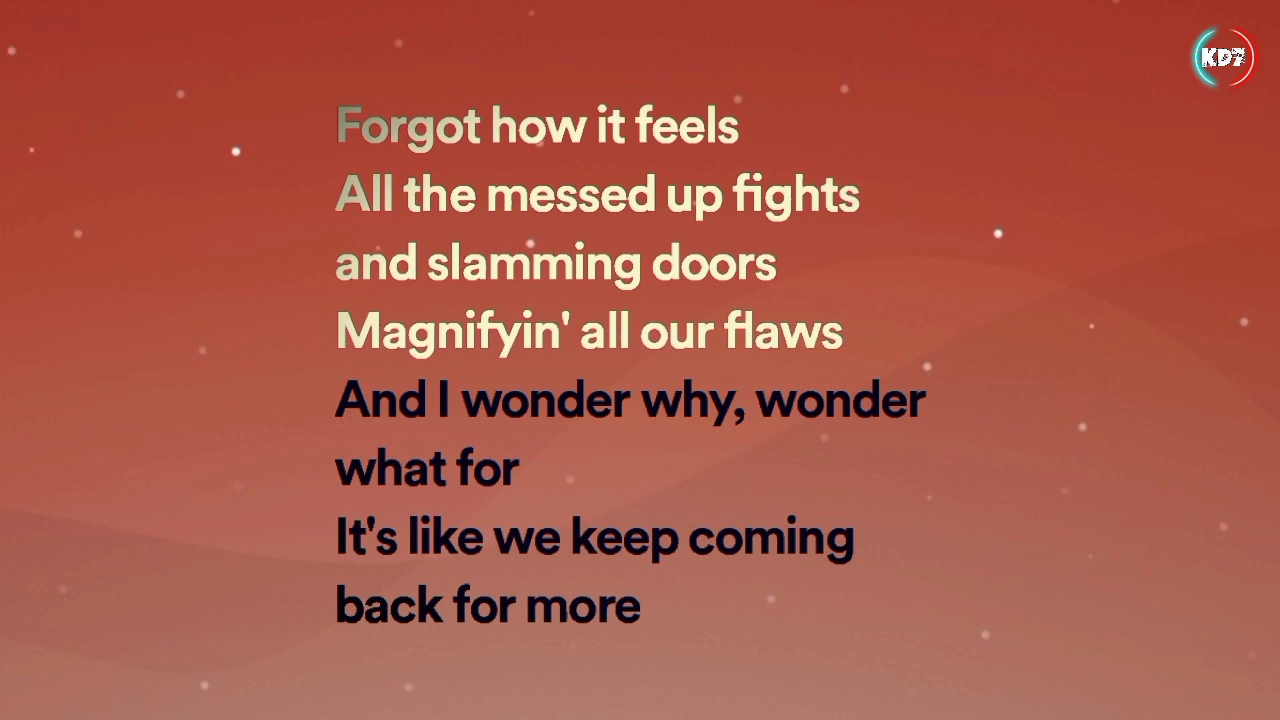 KD7
Forgot how it feels
All the messed up fights
and slamming doors
Magnifyin' all our flaws
And I wonder why, wonder
what for
It's like we keep coming
back for more